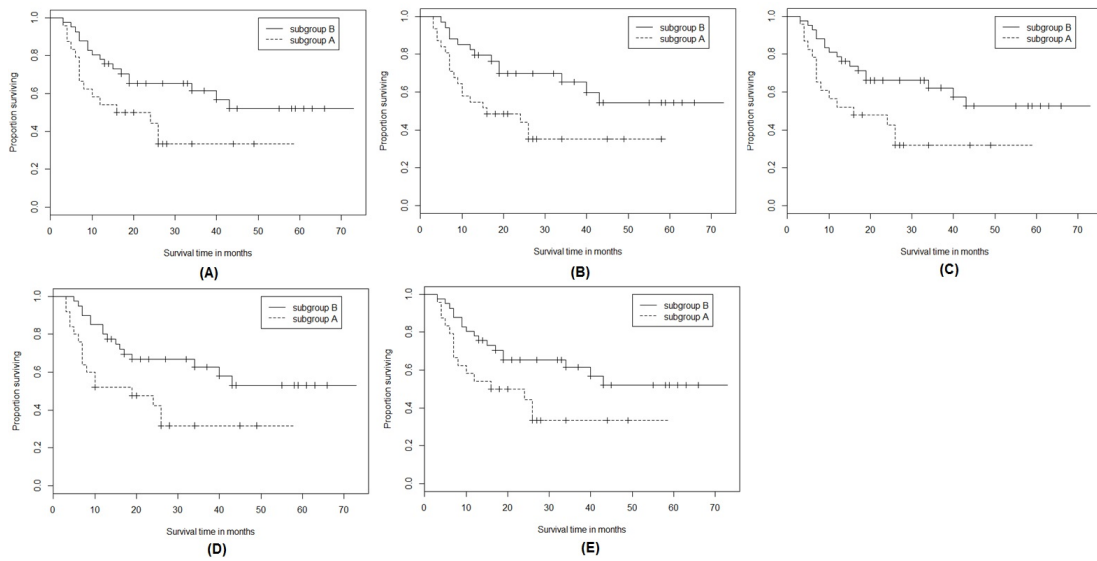 Proportion surviving
1.0
0.8
0.6
0.4
0.2
0.0
subgroup B
subgroup A
0 10 20 30 40 50 60 70
Survival time in months
(A)
Proportion surviving
1.0
0.8
0.6
0.4
0.2
0.0
subgroup B
subgroup A
0 10 20 30 40 50 60 70
Survival time in months
(B)
Proportion surviving
1.0
0.8
0.6
0.4
0.2
0.0
subgroup B
subgroup A
0 10 20 30 40 50 60 70
Survival time in months
(C)
Proportion surviving
1.0
0.8
0.6
0.4
0.2
0.0
subgroup B
subgroup A
0 10 20 30 40 50 60 70
Survival time in months
(D)
Proportion surviving
1.0
0.8
0.6
0.4
0.2
0.0
subgroup B
subgroup A
0 10 20 30 40 50 60 70
Survival time in months
(E)